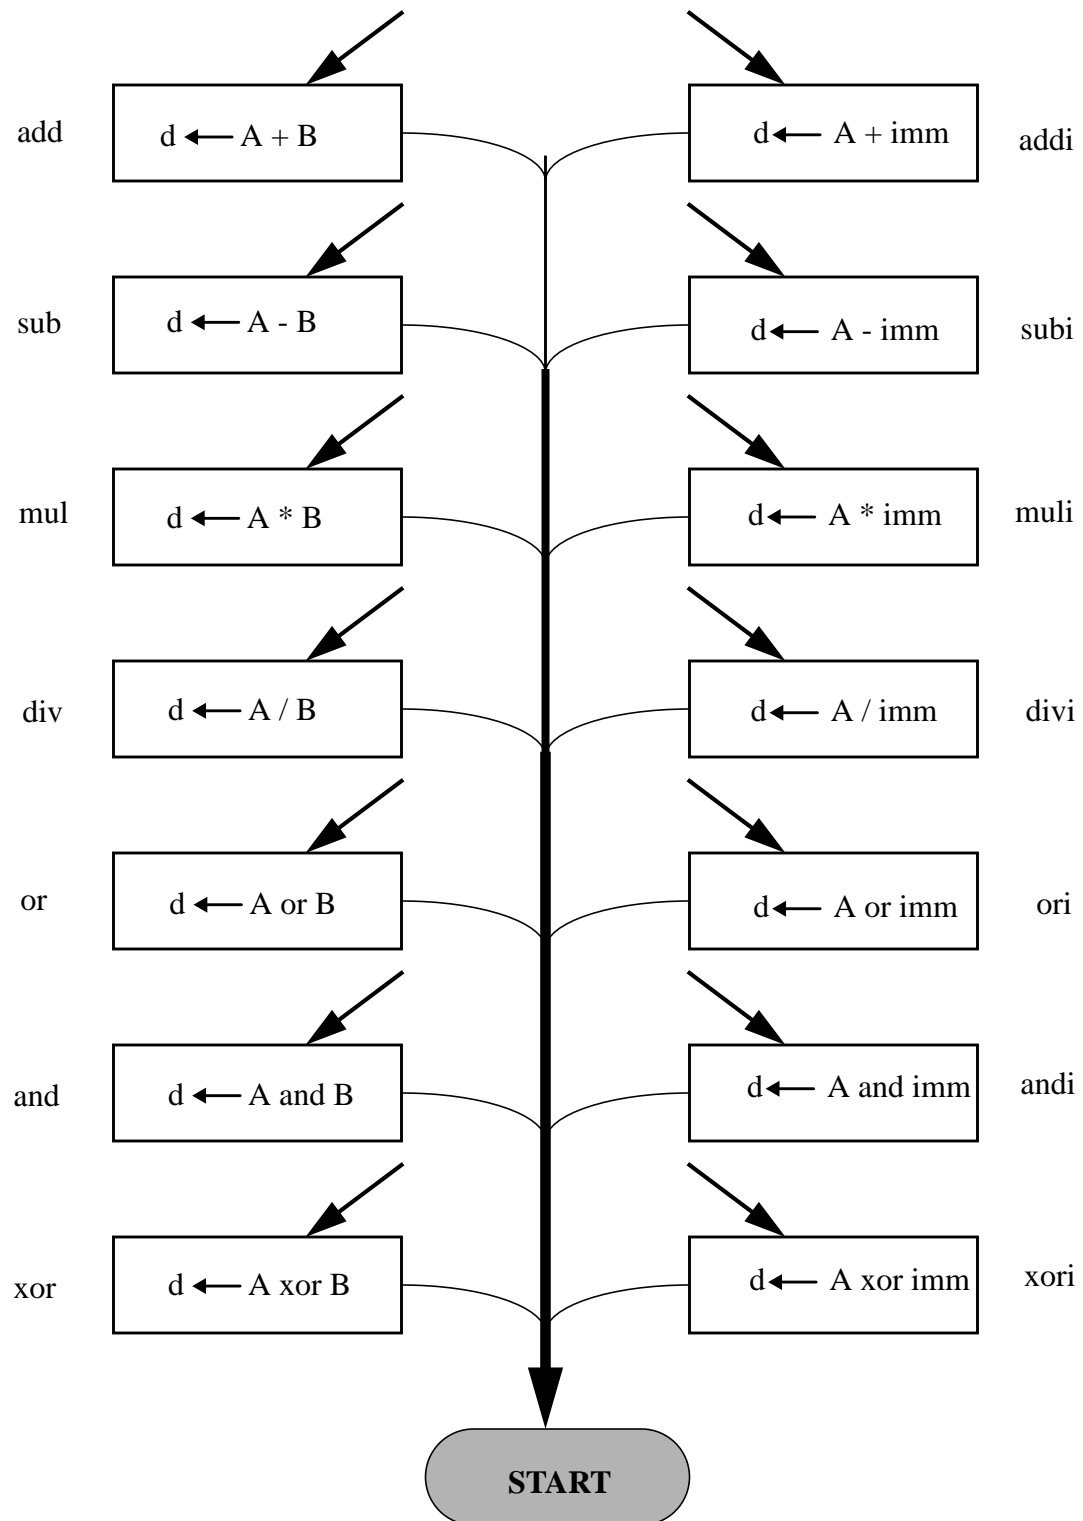 add d ← A + B d ← A + imm addi
sub d ← A - B d ← A - imm subi
mul d ← A * B d ← A * imm muli
div d ← A / B d ← A / imm divi
or d ← A or B d ← A or imm ori
and d ← A and B d ← A and imm andi
xor d ← A xor B d ← A xor imm xori
START